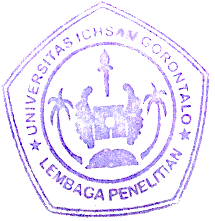 UNIVERSITAS ICHSAN GORONTALO
LEMBAGA PENELITIAN